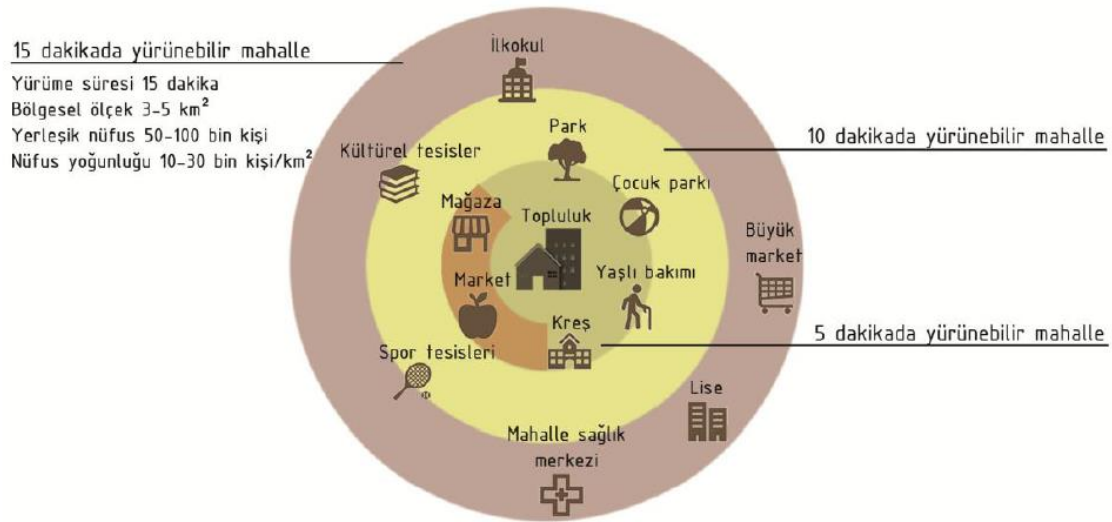 15 dakikada yürünebilir mahalle
Yürüme süresi 15 dakika
Bölgesel ölçek 3-5 km²
Yerleşik nüfus 50-100 bin kişi
Nüfus yoğunluğu 10-30 bin kişi/km²
İlkokul
10 dakikada yürünebilir mahalle
Park
Kültürel tesisler
Çocuk parkı
Mağaza
Topluluk
Büyük
market
Market
Yaşlı bakımı
Kreş
5 dakikada yürünebilir mahalle
Spor tesisleri
Lise
Mahalle sağlık
merkezi